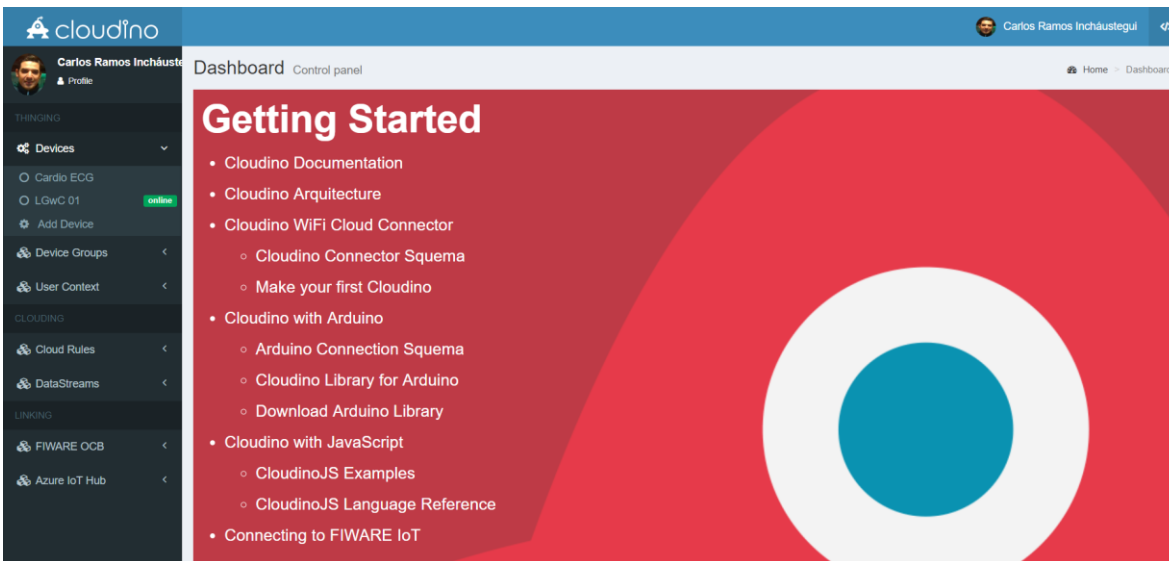 cloudino
Carlos Ramos Incháustegui
Carlos Ramos Incháuste
Profile
Dashboard Control panel
Home > Dashboard
THINGING
Devices
Cardio ECG
LGwC 01 online
Add Device
Device Groups
User Context
CLOUDING
Cloud Rules
DataStreams
LINKING
FIWARE OCB
Azure IoT Hub
Getting Started
Cloudino Documentation
Cloudino Arquitecture
Cloudino WiFi Cloud Connector
Cloudino Connector Squema
Make your first Cloudino
Cloudino with Arduino
Arduino Connection Squema
Cloudino Library for Arduino
Download Arduino Library
Cloudino with JavaScript
CloudinoJS Examples
CloudinoJS Language Reference
Connecting to FIWARE IoT